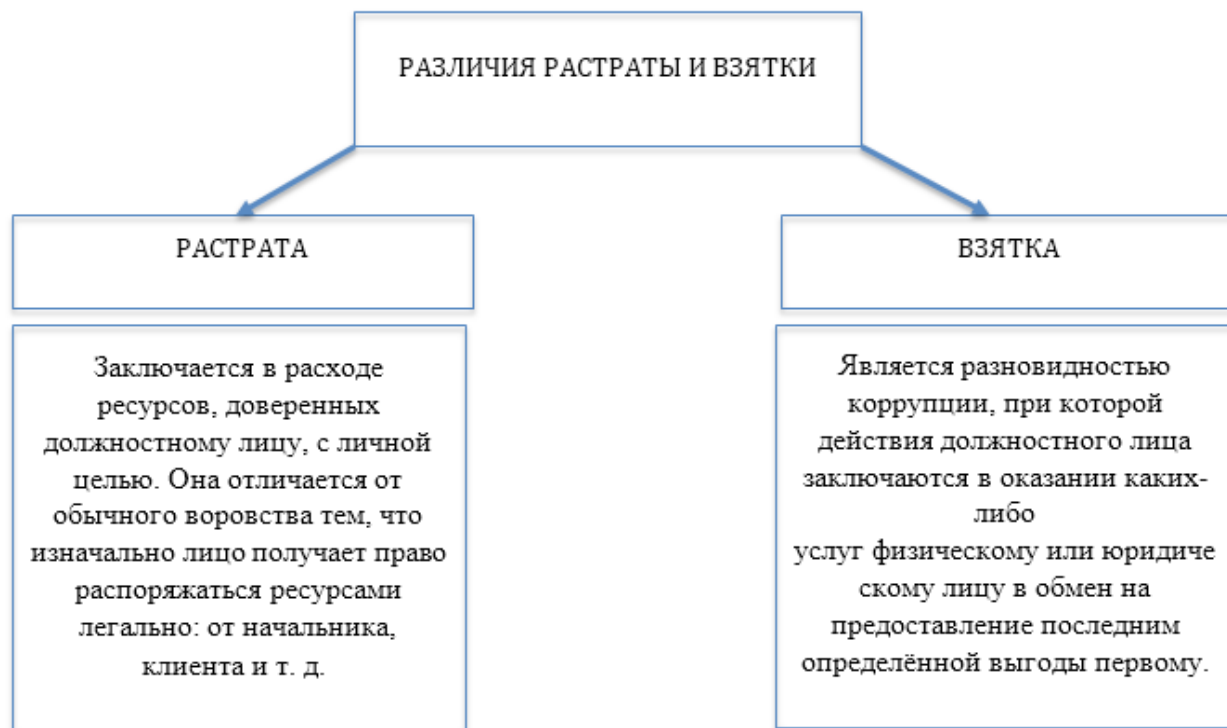 РАЗЛИЧИЯ РАСТРАТЫ И ВЗЯТКИ
РАСТРАТА
Заключается в расходе
ресурсов, доверенных
должностному лицу, с личной
целью. Она отличается от
обычного воровства тем, что
изначально лицо получает право
распоряжаться ресурсами
легально: от начальника,
клиента и т. д.
ВЗЯТКА
Является разновидностью
коррупции, при которой
действия должностного лица
заключаются в оказании каких-
либо
услуг физическому или юридиче
скому лицу в обмен на
предоставление последним
определённой выгоды первому.